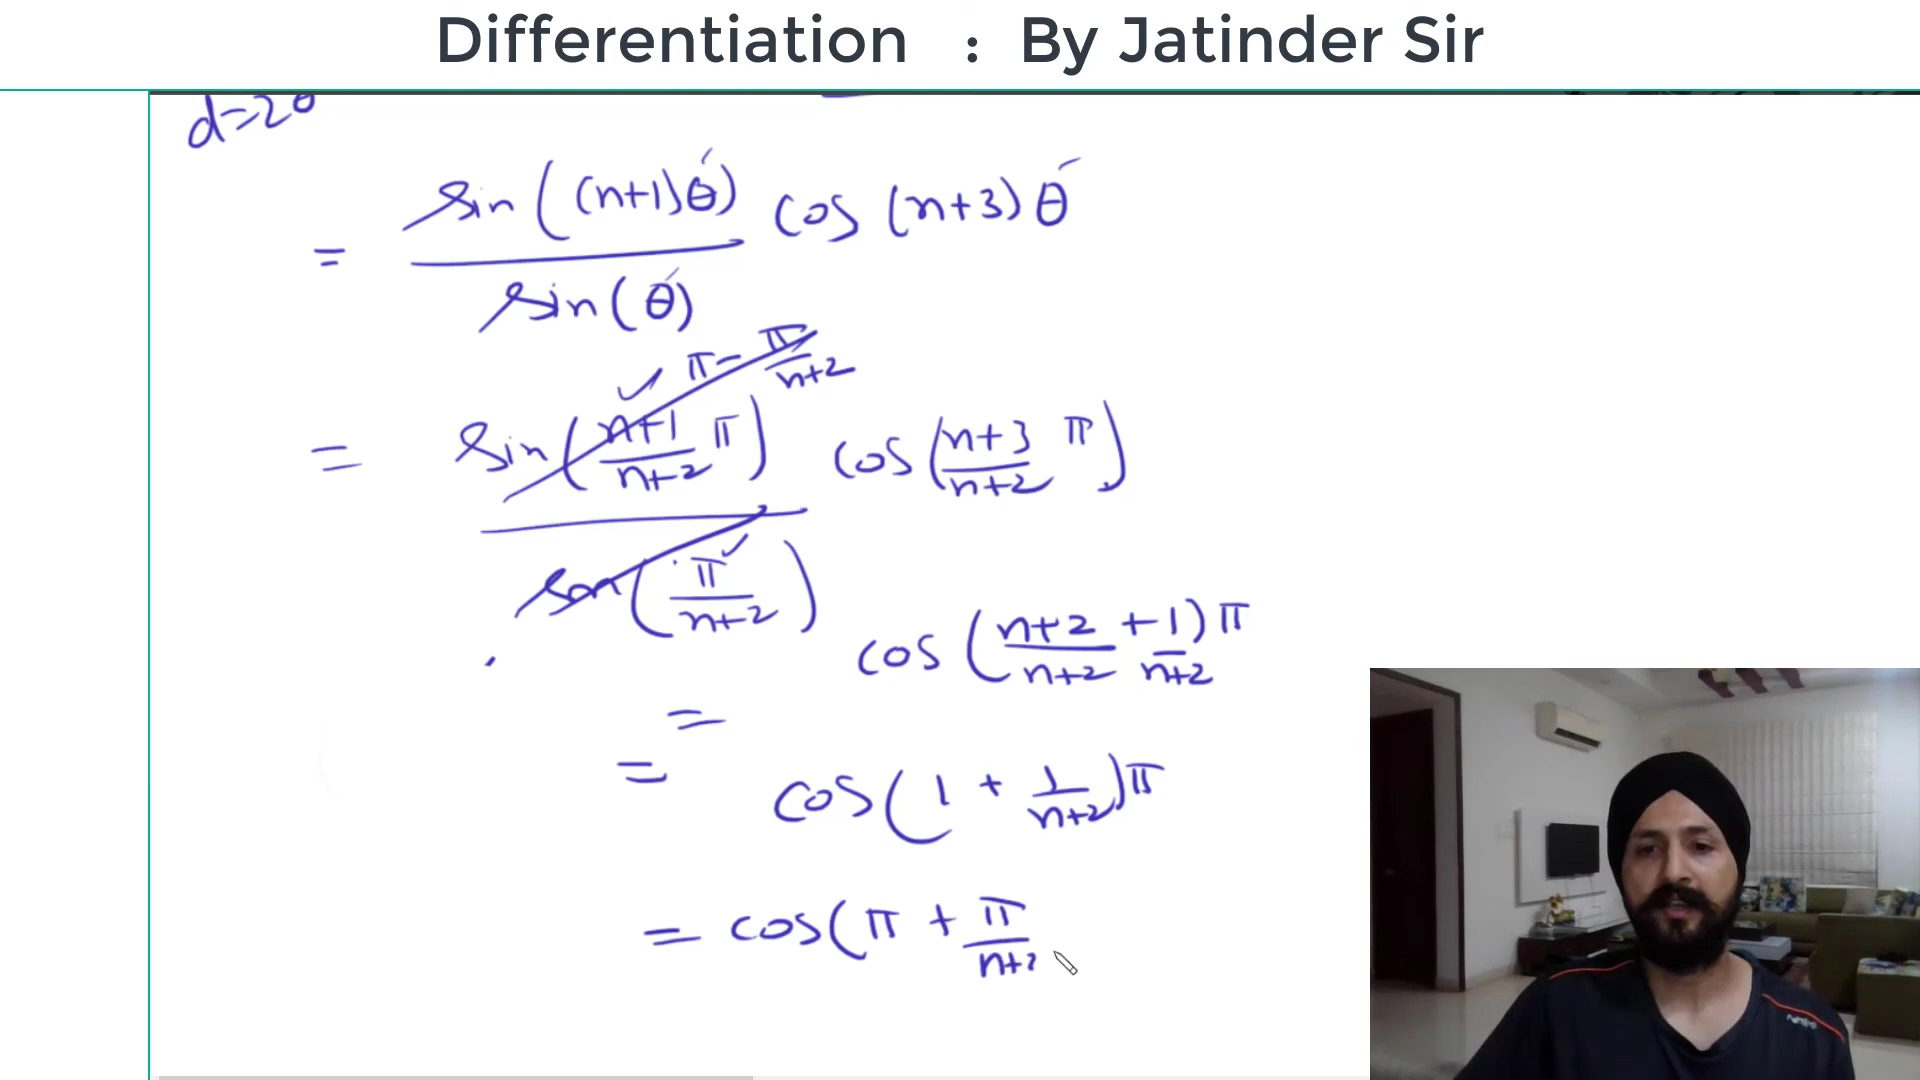 Differentiation : By Jatinder Sir
d=2θ
= sin((n+1)θ) / sin(θ) cos (n+3)θ
π - π/(n+2)
= sin((n+1)/(n+2) π) / sin(π/(n+2)) cos((n+3)/(n+2) π)
cos((n+2)/(n+2) + 1/(n+2))π
=
= cos(1 + 1/(n+2))π
= cos(π + π/(n+2